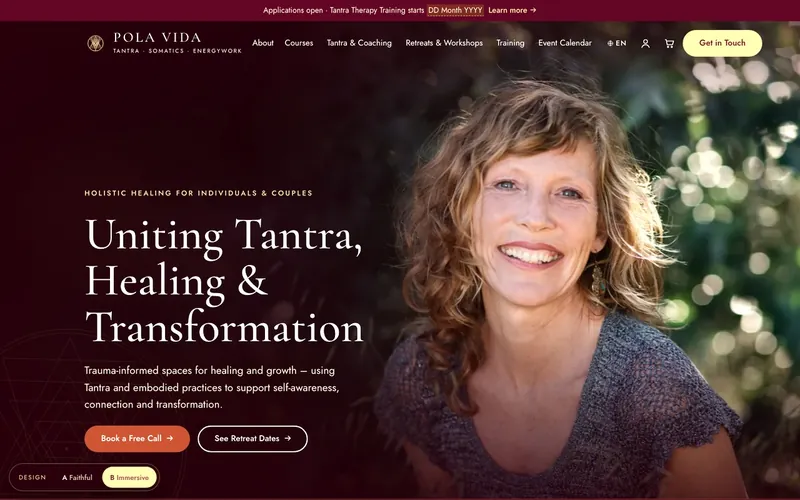 Applications open · Tantra Therapy Training starts DD Month YYYY Learn more →
POLA VIDA
TANTRA · SOMATICS · ENERGYWORK
About Courses Tantra & Coaching Retreats & Workshops Training Event Calendar EN Get in Touch
HOLISTIC HEALING FOR INDIVIDUALS & COUPLES
Uniting Tantra,
Healing &
Transformation
Trauma-informed spaces for healing and growth – using
Tantra and embodied practices to support self-awareness,
connection and transformation.
Book a Free Call → See Retreat Dates →
DESIGN A Faithful B Immersive